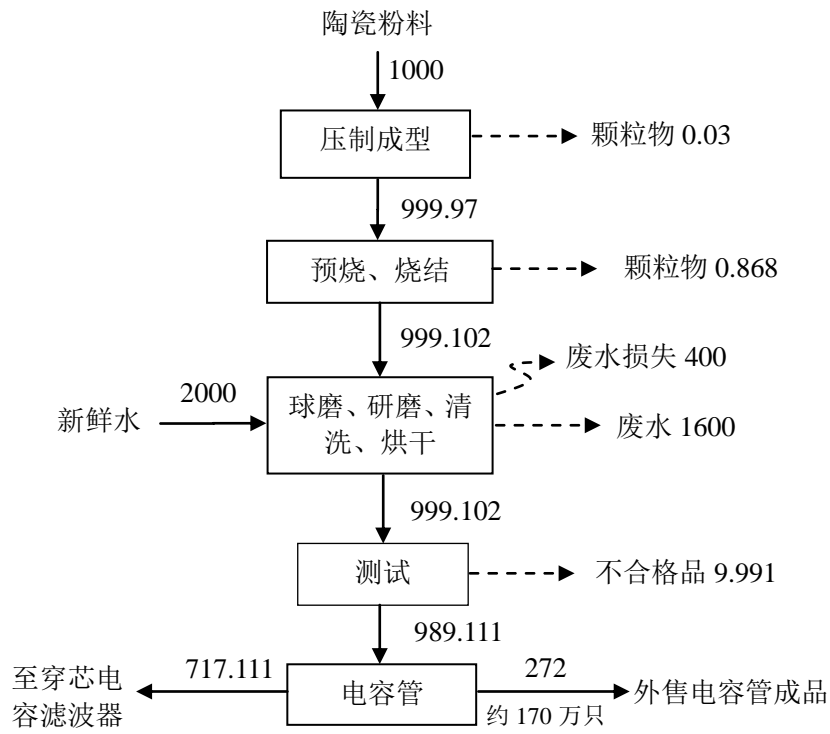 陶瓷粉料
1000
压制成型
颗粒物 0.03
999.97
预烧、烧结
颗粒物 0.868
999.102
废水损失 400
新鲜水
2000
球磨、研磨、清
洗、烘干
废水 1600
999.102
测试
不合格品 9.991
989.111
至穿芯电
容滤波器
717.111
电容管
272
约 170 万只
外售电容管成品